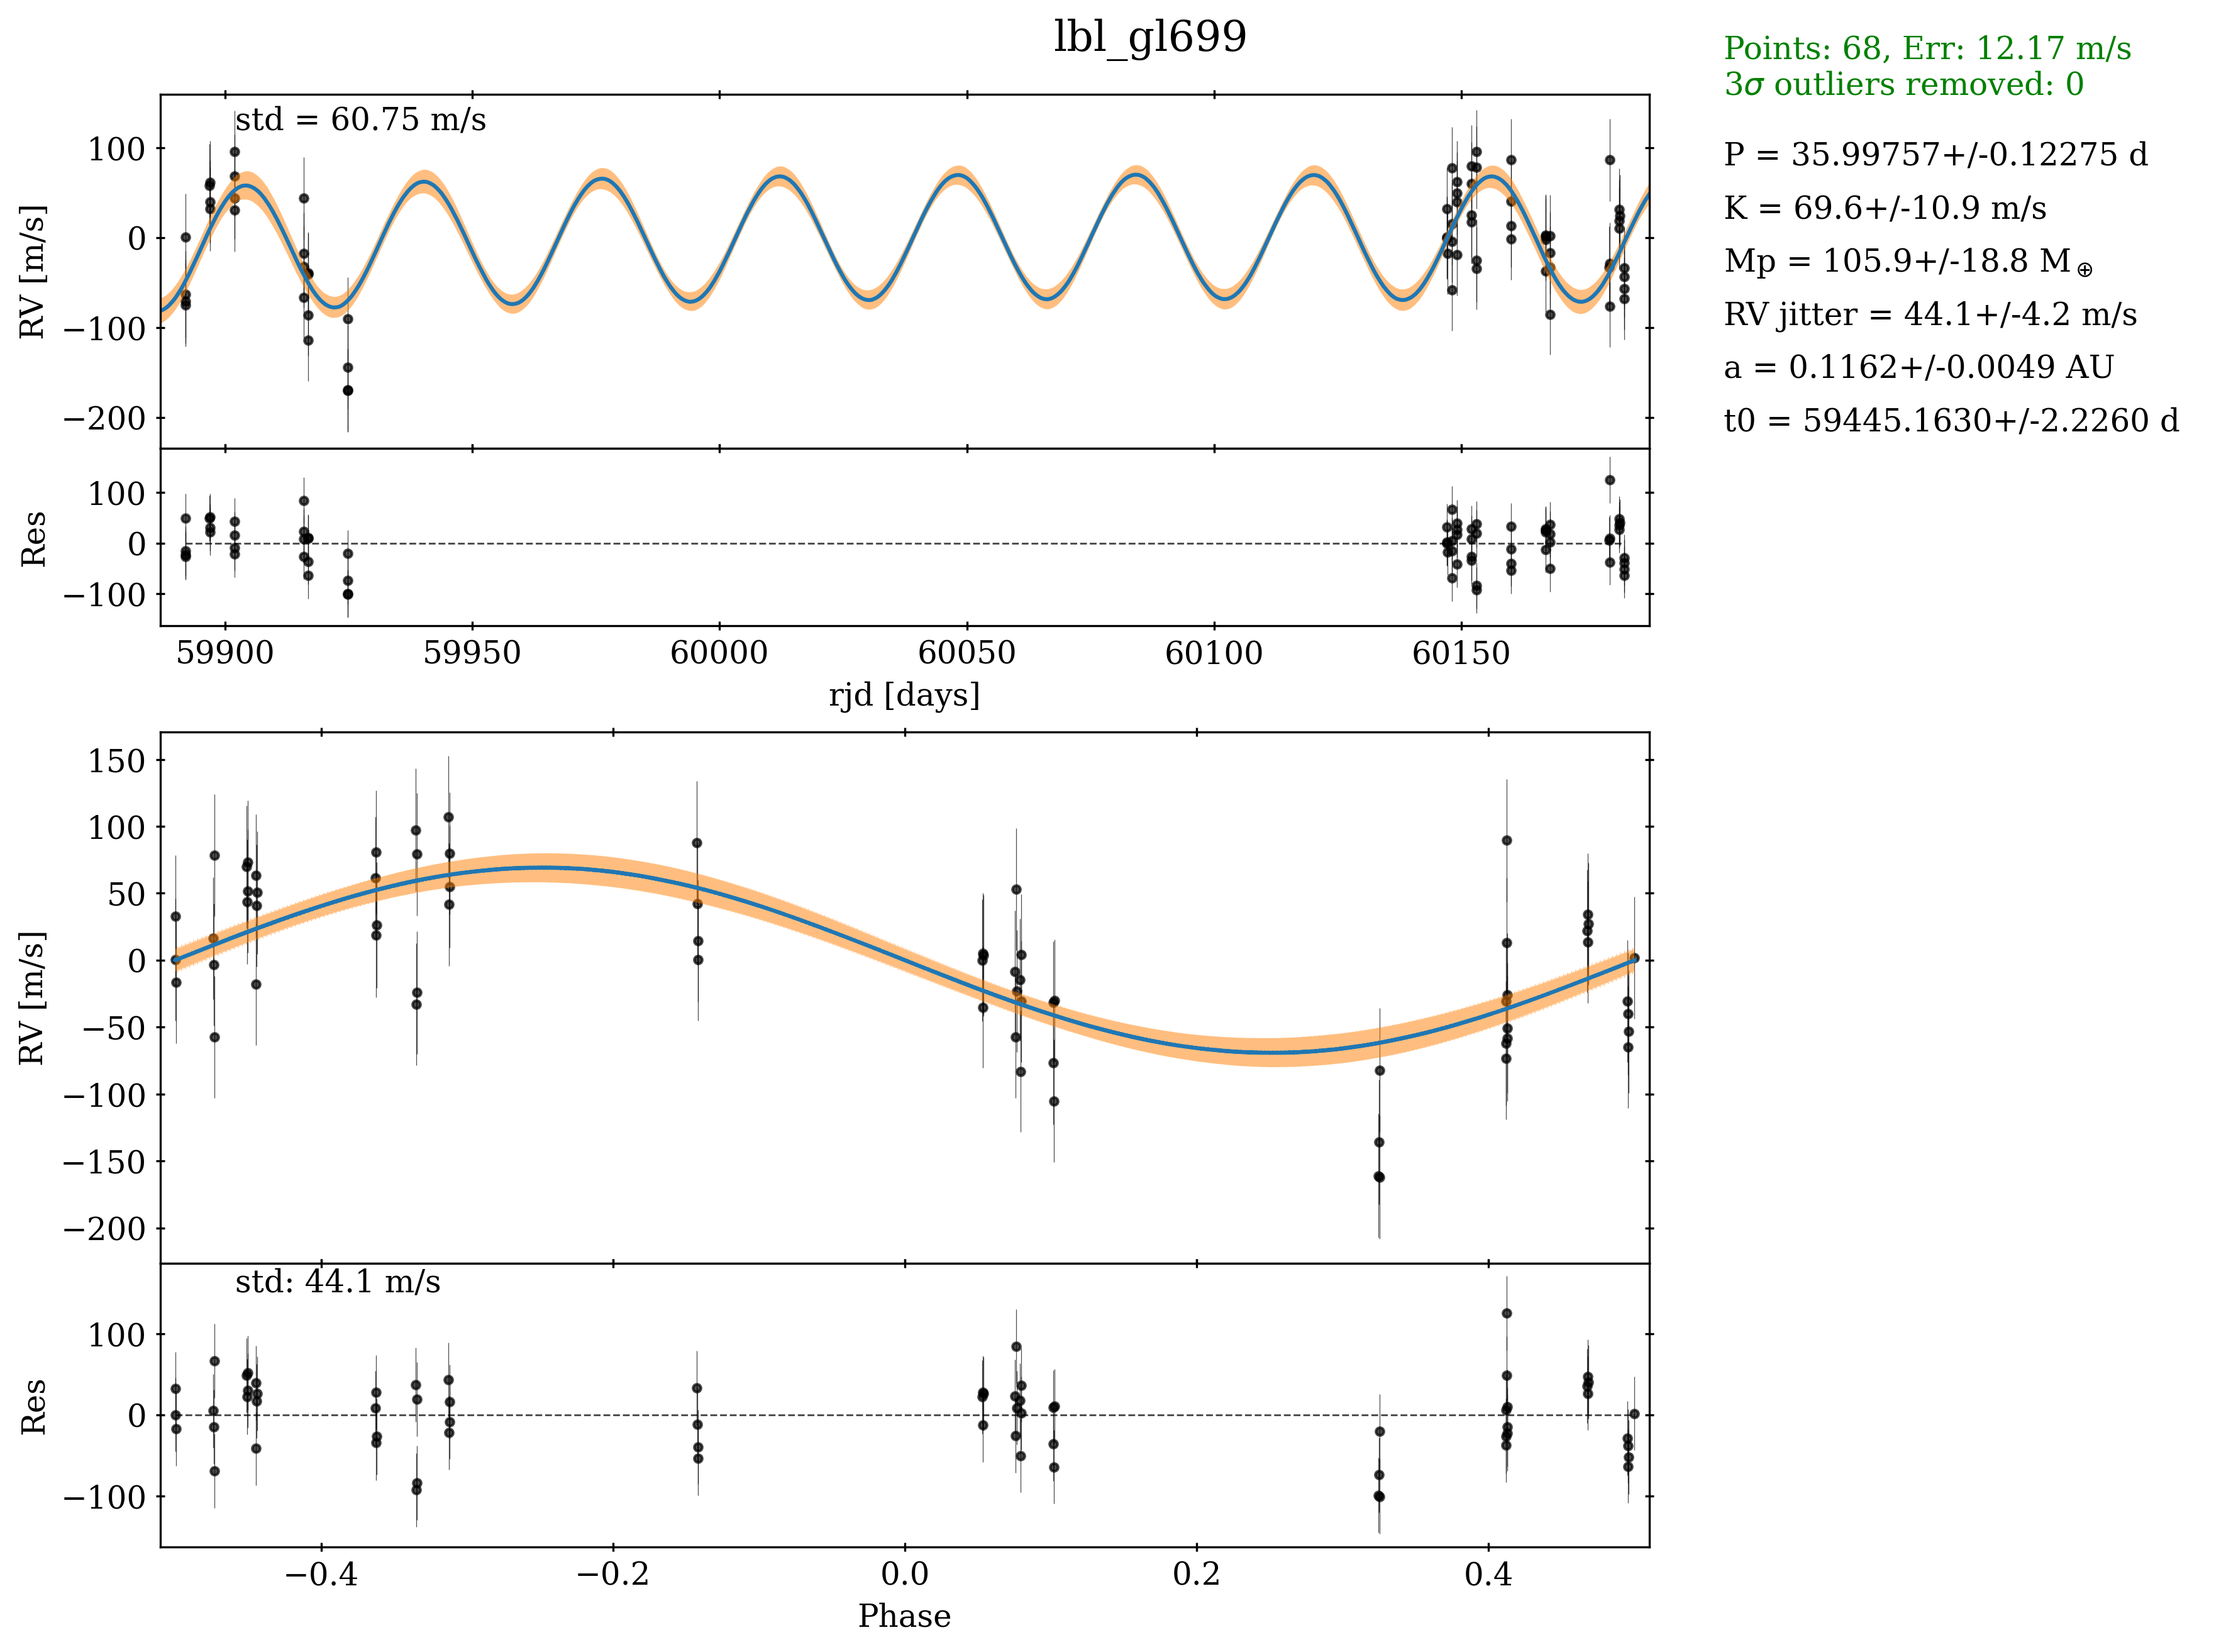 lbl_gl699
Points: 68, Err: 12.17 m/s
3σ outliers removed: 0
P = 35.99757+/-0.12275 d
K = 69.6+/-10.9 m/s
Mp = 105.9+/-18.8 M⊕
RV jitter = 44.1+/-4.2 m/s
a = 0.1162+/-0.0049 AU
t0 = 59445.1630+/-2.2260 d
std = 60.75 m/s
RV [m/s]
100
0
−100
−200
Res
100
0
−100
59900 59950 60000 60050 60100 60150
rjd [days]
RV [m/s]
150
100
50
0
−50
−100
−150
−200
std: 44.1 m/s
Res
100
0
−100
−0.4 −0.2 0.0 0.2 0.4
Phase